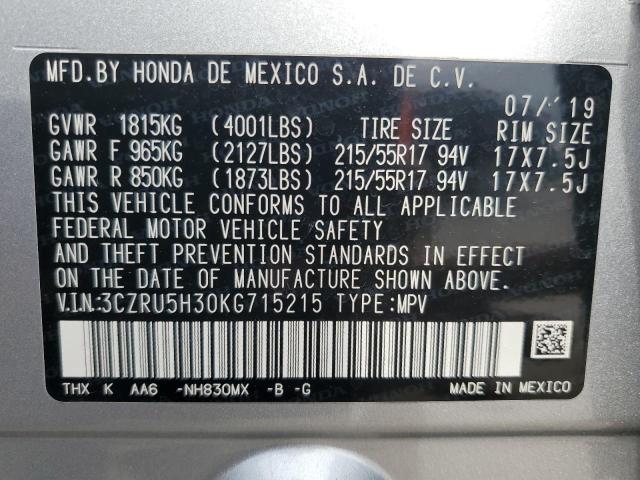 MFD.BY HONDA DE MEXICO S.A. DE C.V.
07/ 19
GVWR 1815KG (4001LBS) TIRE SIZE RIM SIZE
GAWR F 965KG (2127LBS) 215/55R17 94V 17X7.5J
GAWR R 850KG (1873LBS) 215/55R17 94V 17X7.5J
THIS VEHICLE CONFORMS TO ALL APPLICABLE
FEDERAL MOTOR VEHICLE SAFETY
AND THEFT PREVENTION STANDARDS IN EFFECT
ON THE DATE OF MANUFACTURE SHOWN ABOVE.
V.I.N.:3CZRU5H30KG715215 TYPE:MPV
THX K AA6 -NH830MX -B -G MADE IN MEXICO